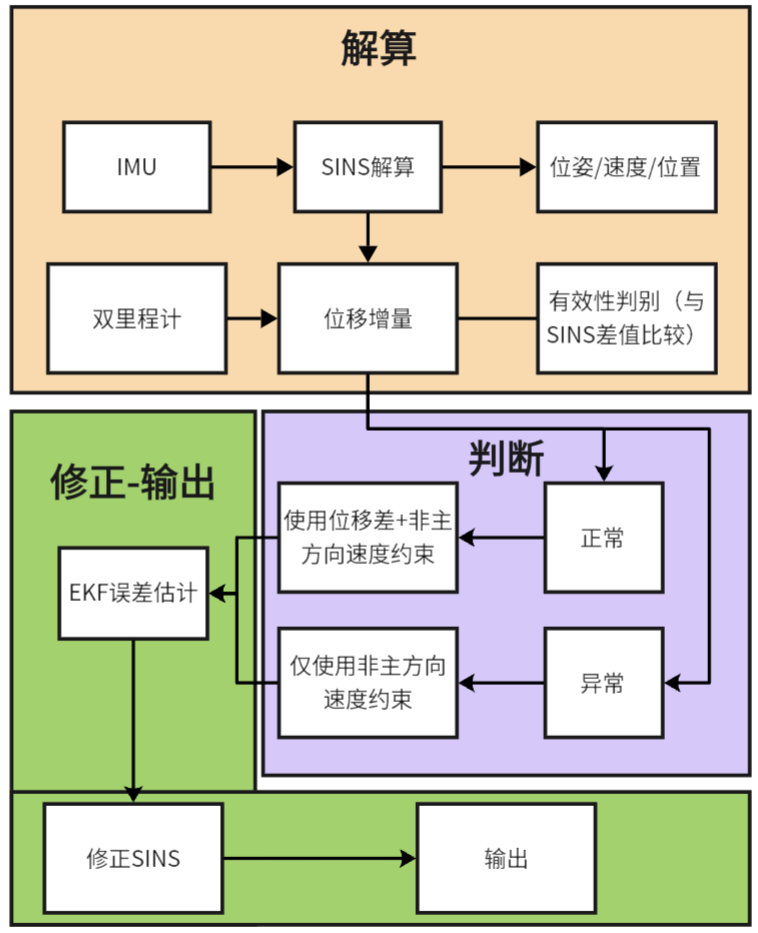 解算
IMU
SINS解算
位姿/速度/位置
双里程计
位移增量
有效性判别（与
SINS差值比较）
修正-输出
判断
使用位移差+非主
方向速度约束
正常
EKF误差估计
仅使用非主方向
速度约束
异常
修正SINS
输出